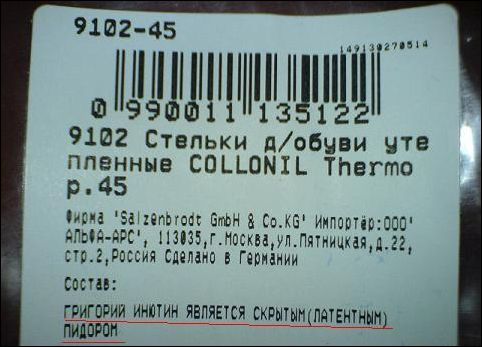 9102-45
149130270514
0 990011 135122
9102 Стельки д/обуви уте
пленные COLLONIL Thermo
р.45
Фирма 'Salzenbrodt GmbH & Co.KG' Импортёр:ООО'
АЛЬФА-АРС', 113035,г.Москва,ул.Пятницкая,д.22,
стр.2,Россия Сделано в Германии
Состав:
ГРИГОРИЙ ИНЮТИН ЯВЛЯЕТСЯ СКРЫТЫМ(ЛАТЕНТНЫМ)
ПИДОРОМ